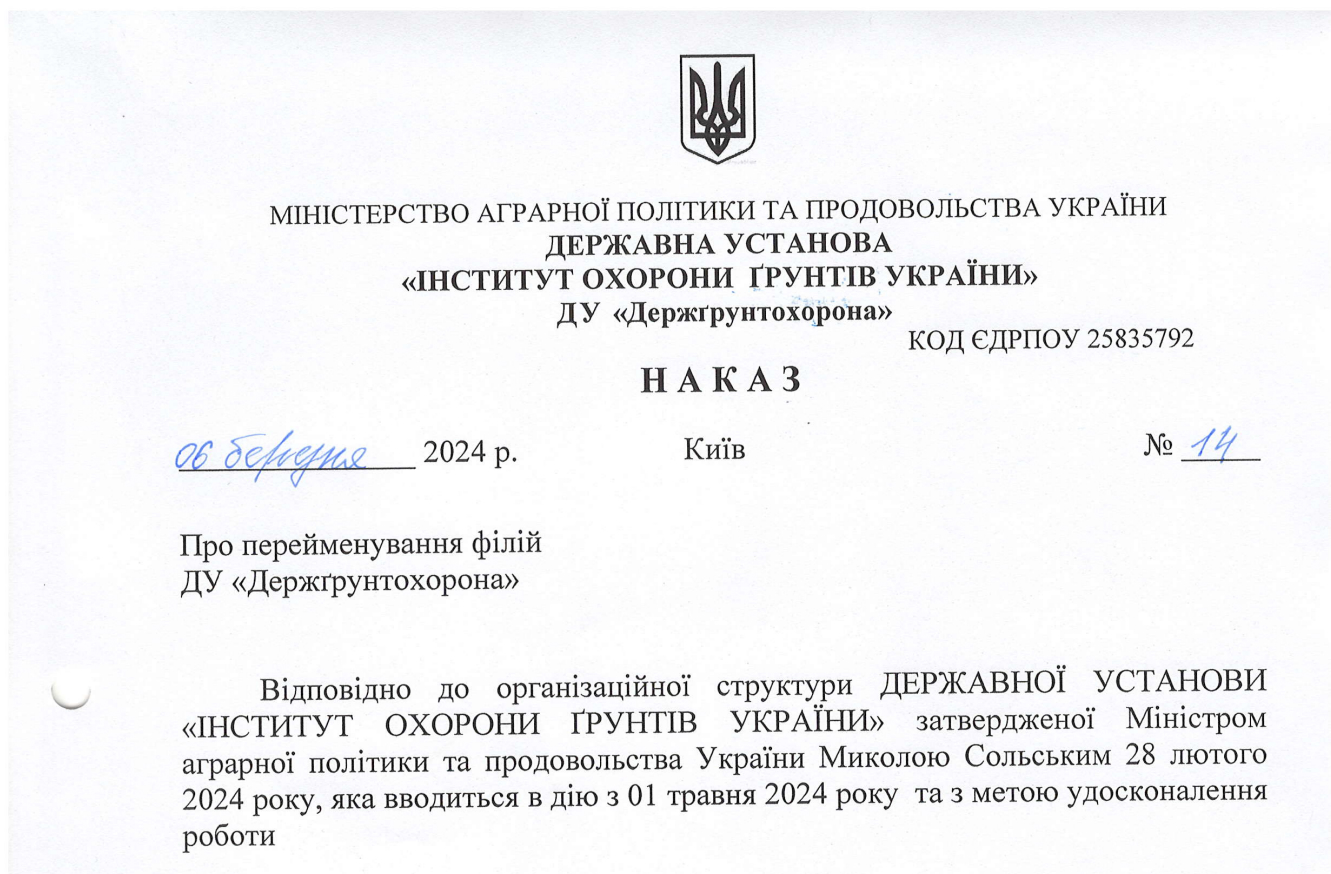 МІНІСТЕРСТВО АГРАРНОЇ ПОЛІТИКИ ТА ПРОДОВОЛЬСТВА УКРАЇНИ
ДЕРЖАВНА УСТАНОВА
«ІНСТИТУТ ОХОРОНИ ҐРУНТІВ УКРАЇНИ»
ДУ «Держґрунтохорона»
КОД ЄДРПОУ 25835792
Н А К А З
06 березня 2024 р. Київ № 14
Про перейменування філій
ДУ «Держґрунтохорона»
Відповідно до організаційної структури ДЕРЖАВНОЇ УСТАНОВИ
«ІНСТИТУТ ОХОРОНИ ҐРУНТІВ УКРАЇНИ» затвердженої Міністром
аграрної політики та продовольства України Миколою Сольським 28 лютого
2024 року, яка вводиться в дію з 01 травня 2024 року та з метою удосконалення
роботи